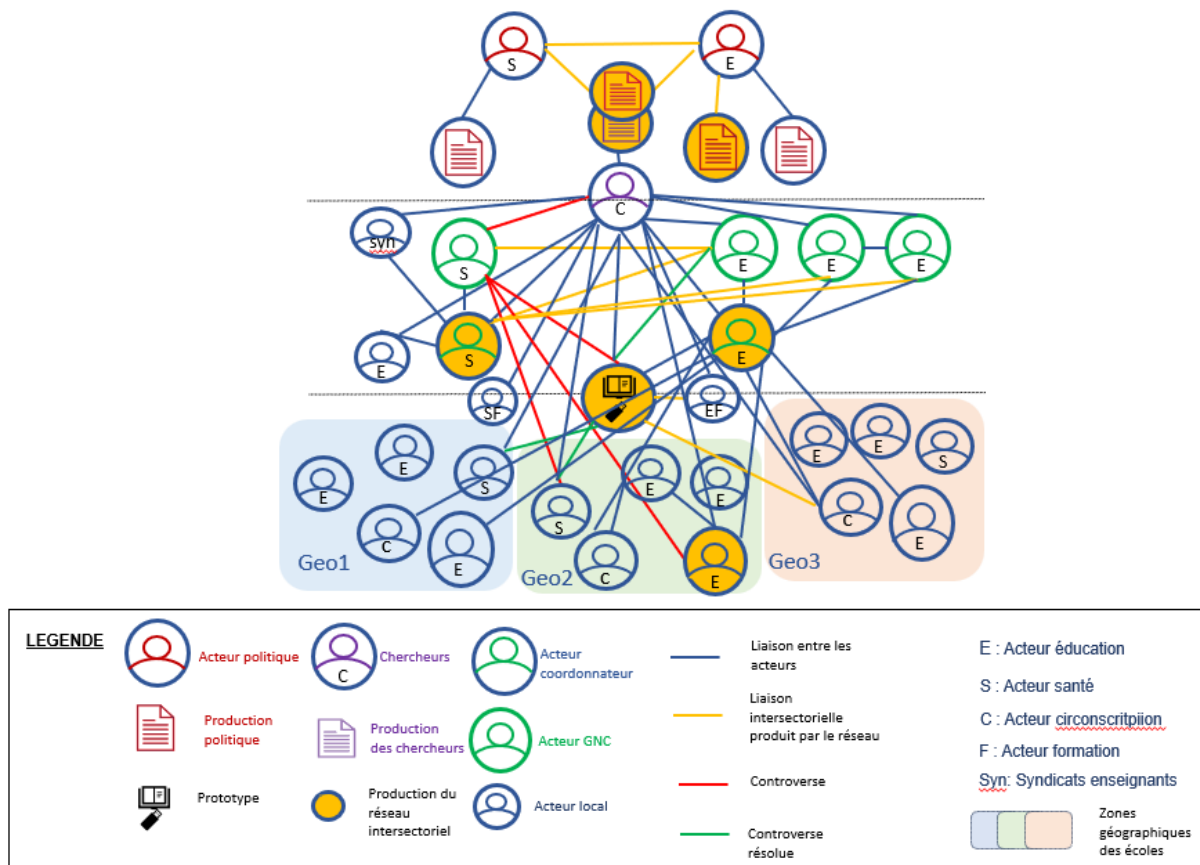 S
E
C
syn
S
E
E
E
S
E
E
SF
EF
E
E
S
E
E
S
E
E
S
C
C
E
E
C
E
Geo1
Geo2
Geo3
LEGENDE
Acteur politique
Chercheurs
C
Acteur
coordonnateur
Liaison entre les
acteurs
E : Acteur éducation
S : Acteur santé
Production
politique
Production
des chercheurs
Acteur GNC
Liaison
intersectorielle
produit par le réseau
C : Acteur circonscritpiion
F : Acteur formation
Prototype
Production du
réseau
intersectoriel
Acteur local
Controverse
Syn: Syndicats enseignants
Controverse
résolue
Zones
géographiques
des écoles